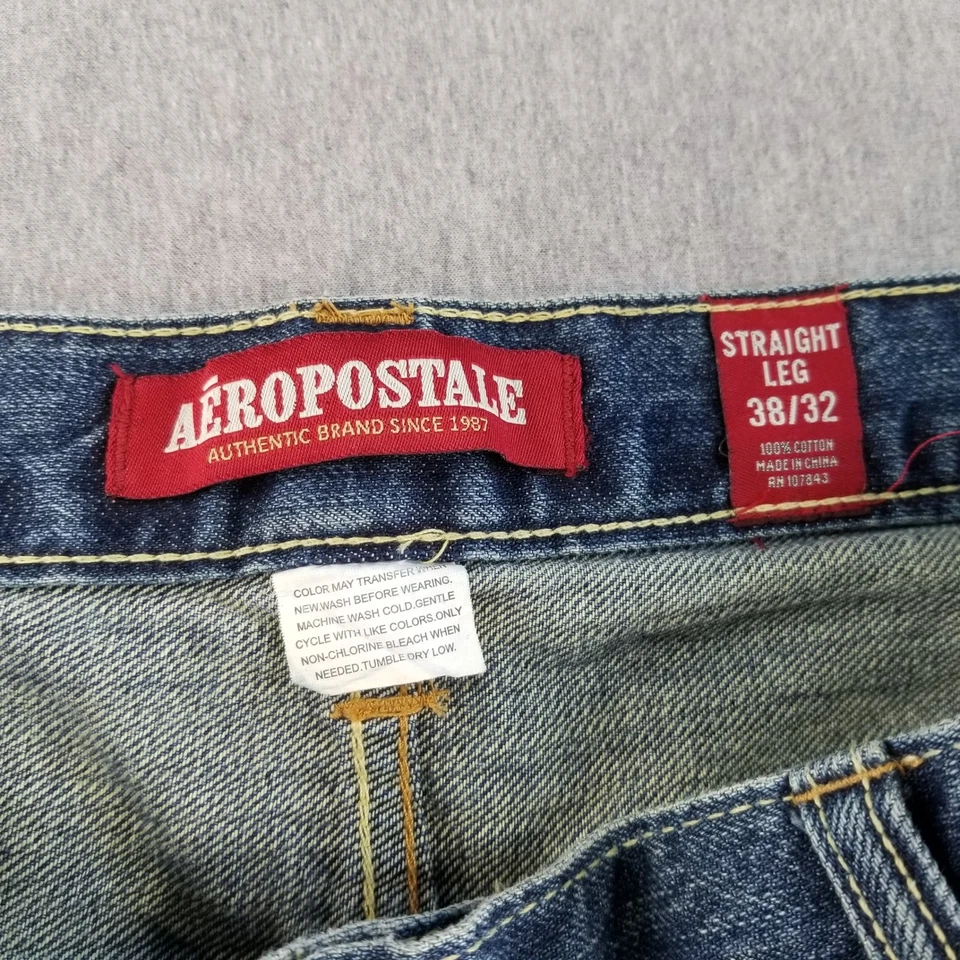 AÉROPOSTALE
AUTHENTIC BRAND SINCE 1987
STRAIGHT
LEG
38/32
100% COTTON
MADE IN CHINA
RN 107843
COLOR MAY TRANSFER WHEN
NEW.WASH BEFORE WEARING.
MACHINE WASH COLD.GENTLE
CYCLE WITH LIKE COLORS.ONLY
NON-CHLORINE BLEACH WHEN
NEEDED.TUMBLE DRY LOW.